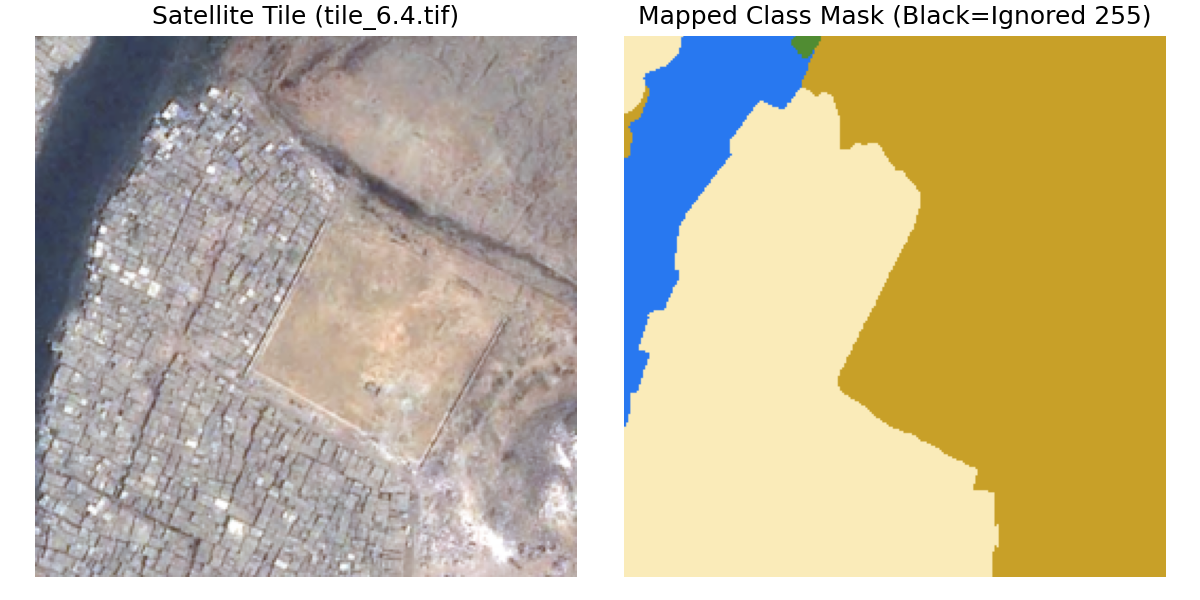 Satellite Tile (tile_6.4.tif)
Mapped Class Mask (Black=Ignored 255)